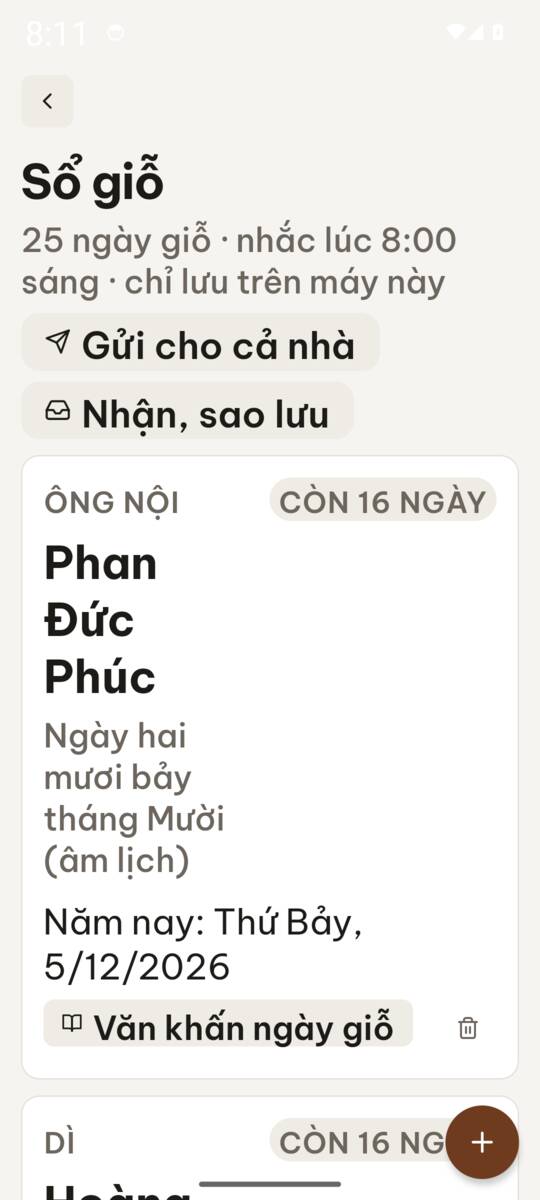 8:11
Sổ giỗ
25 ngày giỗ · nhắc lúc 8:00
sáng · chỉ lưu trên máy này
Gửi cho cả nhà
Nhận, sao lưu
ÔNG NỘI
CÒN 16 NGÀY
Phan
Đức
Phúc
Ngày hai
mươi bảy
tháng Mười
(âm lịch)
Năm nay: Thứ Bảy,
5/12/2026
Văn khấn ngày giỗ
DÌ
CÒN 16
Hoàng